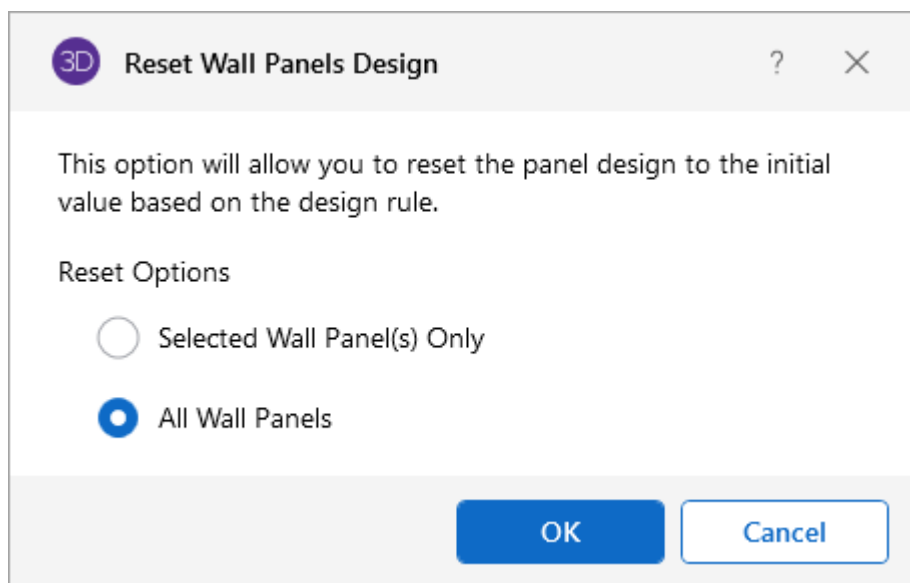 3D Reset Wall Panels Design ?
This option will allow you to reset the panel design to the initial
value based on the design rule.
Reset Options
Selected Wall Panel(s) Only
All Wall Panels
OK Cancel